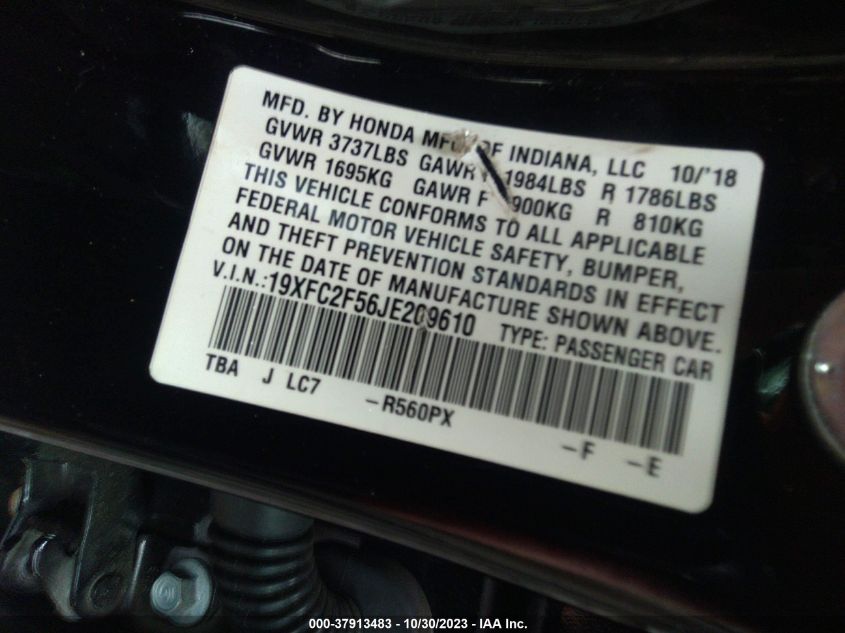 MFD. BY HONDA MFG. OF INDIANA, LLC 10/'18
GVWR 3737LBS GAWR F 1984LBS R 1786LBS
GVWR 1695KG GAWR F 900KG R 810KG
THIS VEHICLE CONFORMS TO ALL APPLICABLE
FEDERAL MOTOR VEHICLE SAFETY, BUMPER,
AND THEFT PREVENTION STANDARDS IN EFFECT
ON THE DATE OF MANUFACTURE SHOWN ABOVE.
V.I.N.:19XFC2F56JE209610 TYPE: PASSENGER CAR
TBA J LC7 -R560PX -F -E
000-37913483 - 10/30/2023 - IAA Inc.